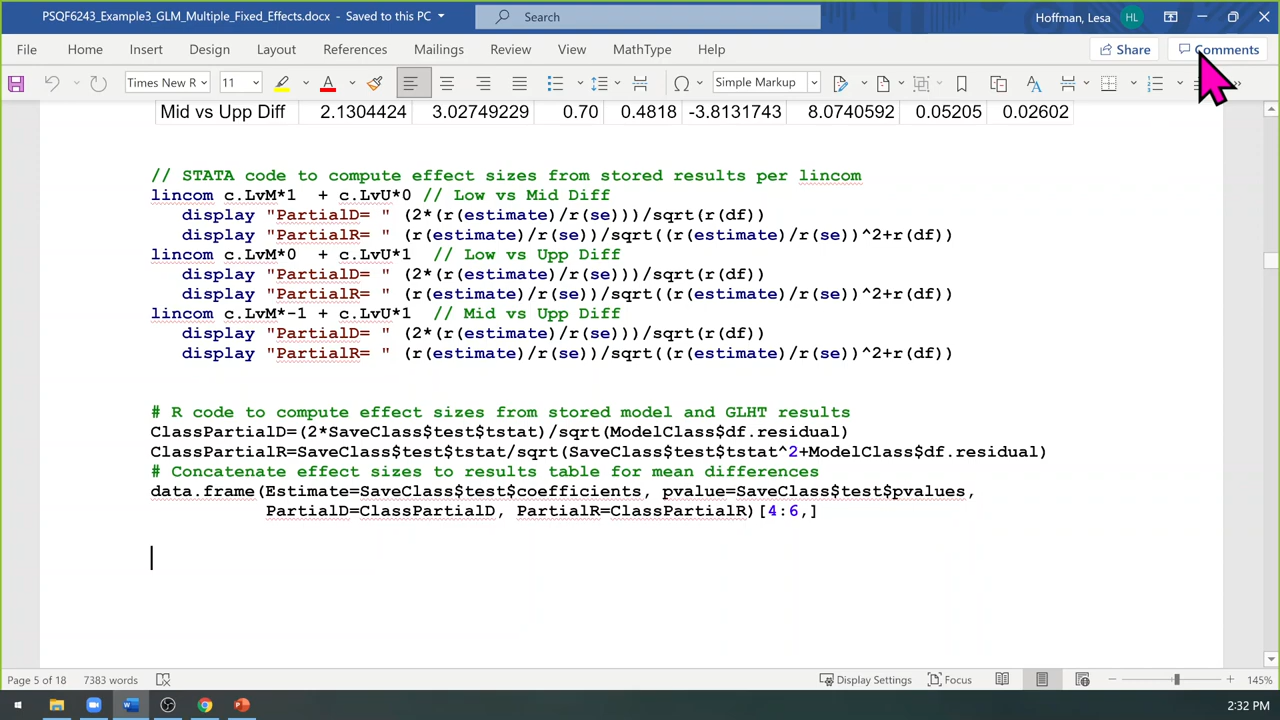 PSQF6243_Example3_GLM_Multiple_Fixed_Effects.docx - Saved to this PC
Search
Hoffman, Lesa HL
File Home Insert Design Layout References Mailings Review View MathType Help Share Comments
Times New R 11 Simple Markup
Mid vs Upp Diff 2.1304424 3.02749229 0.70 0.4818 -3.8131743 8.0740592 0.05205 0.02602
// STATA code to compute effect sizes from stored results per lincom
lincom c.LvM*1 + c.LvU*0 // Low vs Mid Diff
display "PartialD= " (2*(r(estimate)/r(se)))/sqrt(r(df))
display "PartialR= " (r(estimate)/r(se))/sqrt((r(estimate)/r(se))^2+r(df))
lincom c.LvM*0 + c.LvU*1 // Low vs Upp Diff
display "PartialD= " (2*(r(estimate)/r(se)))/sqrt(r(df))
display "PartialR= " (r(estimate)/r(se))/sqrt((r(estimate)/r(se))^2+r(df))
lincom c.LvM*-1 + c.LvU*1 // Mid vs Upp Diff
display "PartialD= " (2*(r(estimate)/r(se)))/sqrt(r(df))
display "PartialR= " (r(estimate)/r(se))/sqrt((r(estimate)/r(se))^2+r(df))
# R code to compute effect sizes from stored model and GLHT results
ClassPartialD=(2*SaveClass$test$tstat)/sqrt(ModelClass$df.residual)
ClassPartialR=SaveClass$test$tstat/sqrt(SaveClass$test$tstat^2+ModelClass$df.residual)
# Concatenate effect sizes to results table for mean differences
data.frame(Estimate=SaveClass$test$coefficients, pvalue=SaveClass$test$pvalues,
PartialD=ClassPartialD, PartialR=ClassPartialR)[4:6,]
Page 5 of 18 7383 words Display Settings Focus 145%
2:32 PM